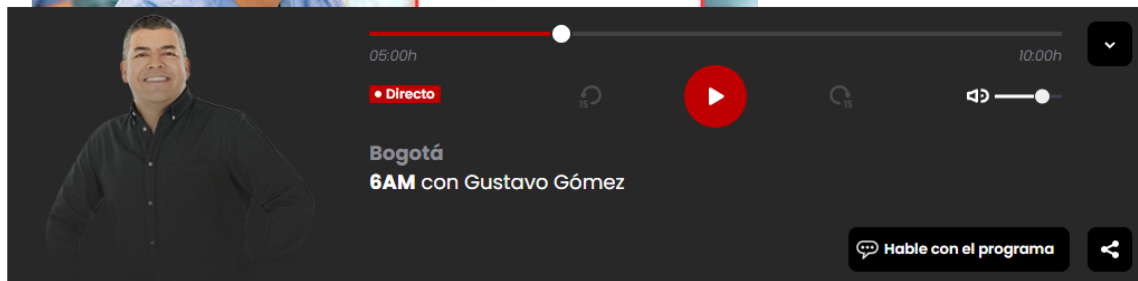 05:00h
10:00h
• Directo
15
15
Bogotá
6AM con Gustavo Gómez
Hable con el programa